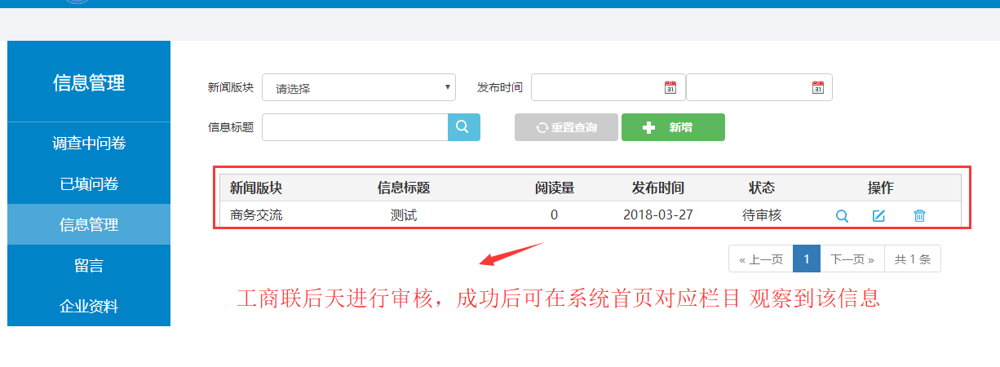 信息管理
调查中问卷
已填问卷
信息管理
留言
企业资料
新闻版块 请选择 发布时间
信息标题 重置查询 新增
新闻版块 信息标题 阅读量 发布时间 状态 操作
商务交流 测试 0 2018-03-27 待审核
« 上一页 1 下一页 » 共 1 条
工商联后天进行审核，成功后可在系统首页对应栏目 观察到该信息